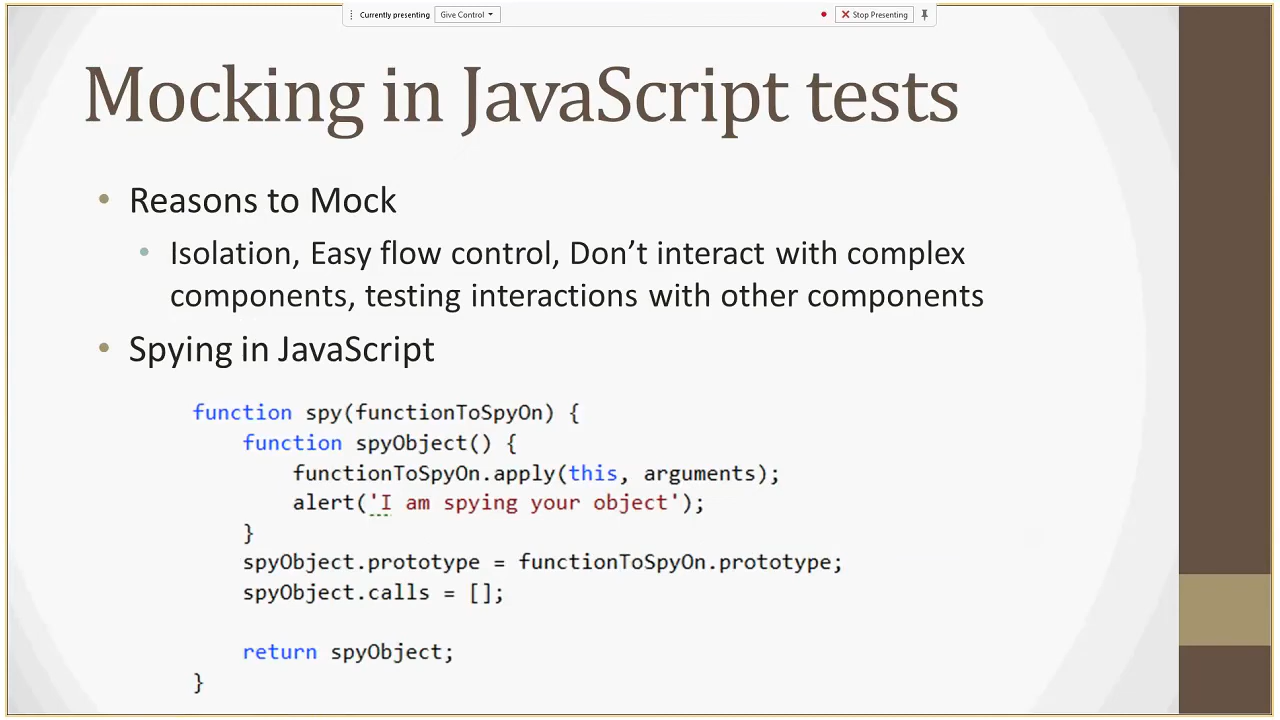 Currently presenting Give Control Stop Presenting
Mocking in JavaScript tests
• Reasons to Mock
• Isolation, Easy flow control, Don’t interact with complex
components, testing interactions with other components
• Spying in JavaScript
function spy(functionToSpyOn) {
    function spyObject() {
        functionToSpyOn.apply(this, arguments);
        alert('I am spying your object');
    }
    spyObject.prototype = functionToSpyOn.prototype;
    spyObject.calls = [];
    return spyObject;
}